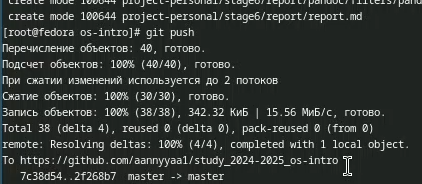 create mode 100644 project-personal/stage6/report/pandoc/filters/pand
create mode 100644 project-personal/stage6/report/report.md
[root@fedora os-intro]# git push
Перечисление объектов: 40, готово.
Подсчет объектов: 100% (40/40), готово.
При сжатии изменений используется до 2 потоков
Сжатие объектов: 100% (30/30), готово.
Запись объектов: 100% (38/38), 342.32 КиБ | 15.56 МиБ/с, готово.
Total 38 (delta 4), reused 0 (delta 0), pack-reused 0 (from 0)
remote: Resolving deltas: 100% (4/4), completed with 1 local object.
To https://github.com/aannyyaa1/study_2024-2025_os-intro
7c38d54..2f268b7  master -> master